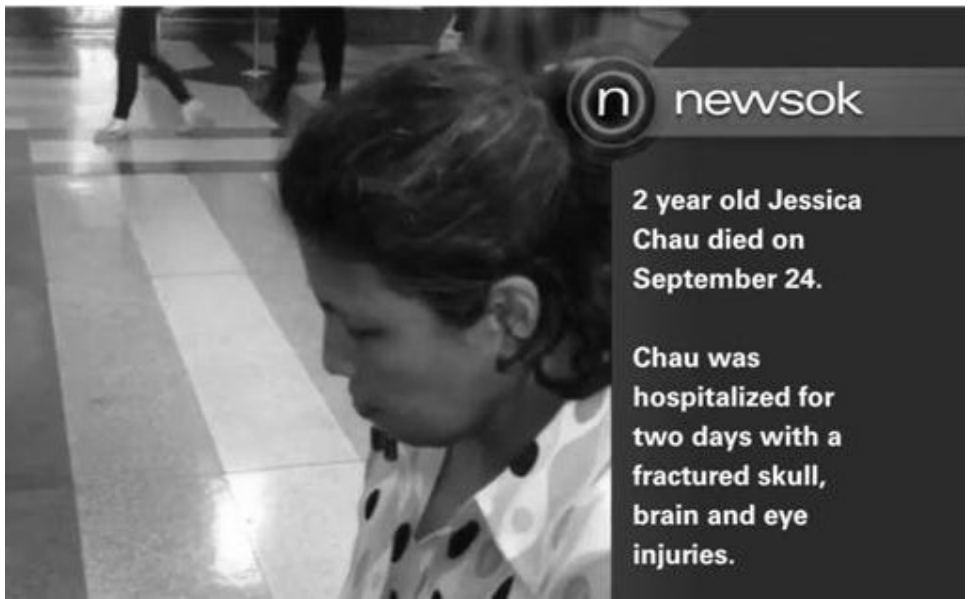 n newsok
2 year old Jessica
Chau died on
September 24.
Chau was
hospitalized for
two days with a
fractured skull,
brain and eye
injuries.